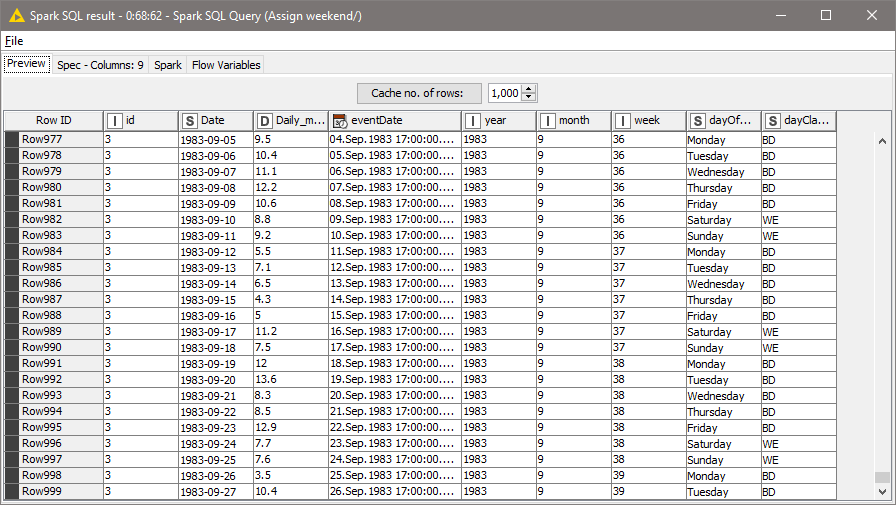 Spark SQL result - 0:68:62 - Spark SQL Query (Assign weekend/)
File
Preview Spec - Columns: 9 Spark Flow Variables
Cache no. of rows: 1,000
Row ID I id S Date D Daily_m... eventDate I year I month I week S dayOf... S dayCla...
Row977 3 1983-09-05 9.5 04.Sep.1983 17:00:00.... 1983 9 36 Monday BD
Row978 3 1983-09-06 10.4 05.Sep.1983 17:00:00.... 1983 9 36 Tuesday BD
Row979 3 1983-09-07 11.1 06.Sep.1983 17:00:00.... 1983 9 36 Wednesday BD
Row980 3 1983-09-08 12.2 07.Sep.1983 17:00:00.... 1983 9 36 Thursday BD
Row981 3 1983-09-09 10.6 08.Sep.1983 17:00:00.... 1983 9 36 Friday BD
Row982 3 1983-09-10 8.8 09.Sep.1983 17:00:00.... 1983 9 36 Saturday WE
Row983 3 1983-09-11 9.2 10.Sep.1983 17:00:00.... 1983 9 36 Sunday WE
Row984 3 1983-09-12 5.5 11.Sep.1983 17:00:00.... 1983 9 37 Monday BD
Row985 3 1983-09-13 7.1 12.Sep.1983 17:00:00.... 1983 9 37 Tuesday BD
Row986 3 1983-09-14 6.5 13.Sep.1983 17:00:00.... 1983 9 37 Wednesday BD
Row987 3 1983-09-15 4.3 14.Sep.1983 17:00:00.... 1983 9 37 Thursday BD
Row988 3 1983-09-16 5 15.Sep.1983 17:00:00.... 1983 9 37 Friday BD
Row989 3 1983-09-17 11.2 16.Sep.1983 17:00:00.... 1983 9 37 Saturday WE
Row990 3 1983-09-18 7.5 17.Sep.1983 17:00:00.... 1983 9 37 Sunday WE
Row991 3 1983-09-19 12 18.Sep.1983 17:00:00.... 1983 9 38 Monday BD
Row992 3 1983-09-20 13.6 19.Sep.1983 17:00:00.... 1983 9 38 Tuesday BD
Row993 3 1983-09-21 8.3 20.Sep.1983 17:00:00.... 1983 9 38 Wednesday BD
Row994 3 1983-09-22 8.5 21.Sep.1983 17:00:00.... 1983 9 38 Thursday BD
Row995 3 1983-09-23 12.9 22.Sep.1983 17:00:00.... 1983 9 38 Friday BD
Row996 3 1983-09-24 7.7 23.Sep.1983 17:00:00.... 1983 9 38 Saturday WE
Row997 3 1983-09-25 7.6 24.Sep.1983 17:00:00.... 1983 9 38 Sunday WE
Row998 3 1983-09-26 3.5 25.Sep.1983 17:00:00.... 1983 9 39 Monday BD
Row999 3 1983-09-27 10.4 26.Sep.1983 17:00:00.... 1983 9 39 Tuesday BD